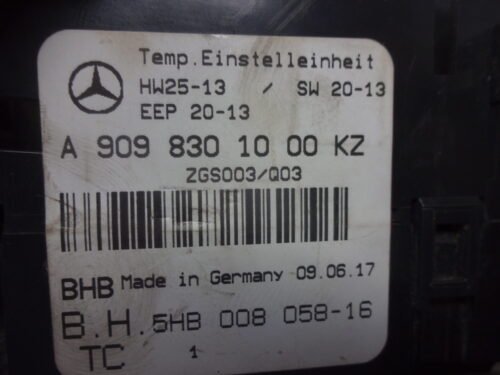 Temp.Einstelleinheit
HW25-13 / SW 20-13
EEP 20-13
A 909 830 10 00 KZ
ZGS003/Q03
BHB Made in Germany 09.06.17
B.H. 5HB 008 058-16
TC 1